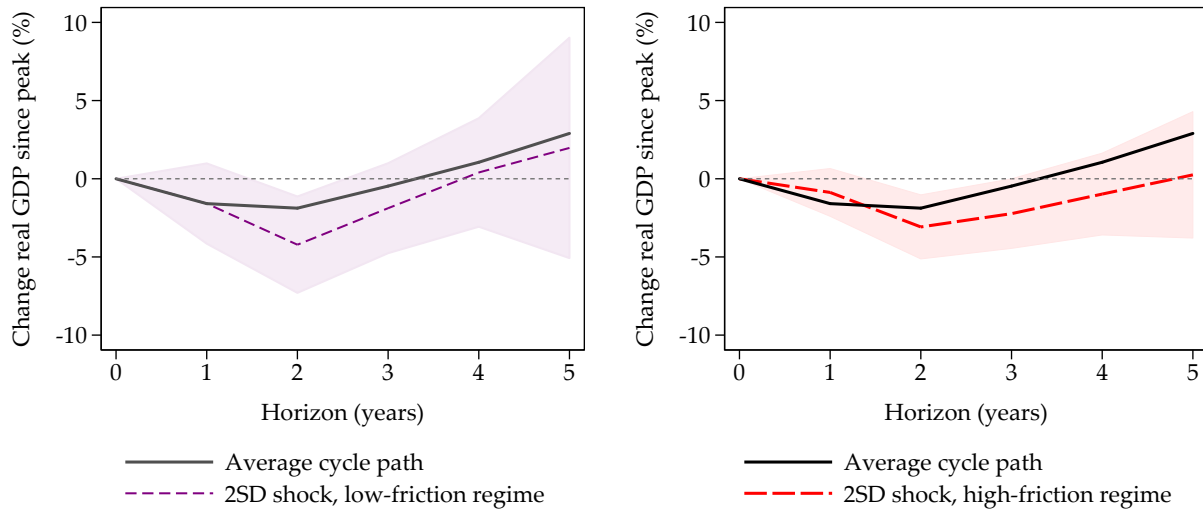 Change real GDP since peak (%)
10
5
0
-5
-10
0 1 2 3 4 5
Horizon (years)
Average cycle path
2SD shock, low-friction regime
Change real GDP since peak (%)
10
5
0
-5
-10
0 1 2 3 4 5
Horizon (years)
Average cycle path
2SD shock, high-friction regime